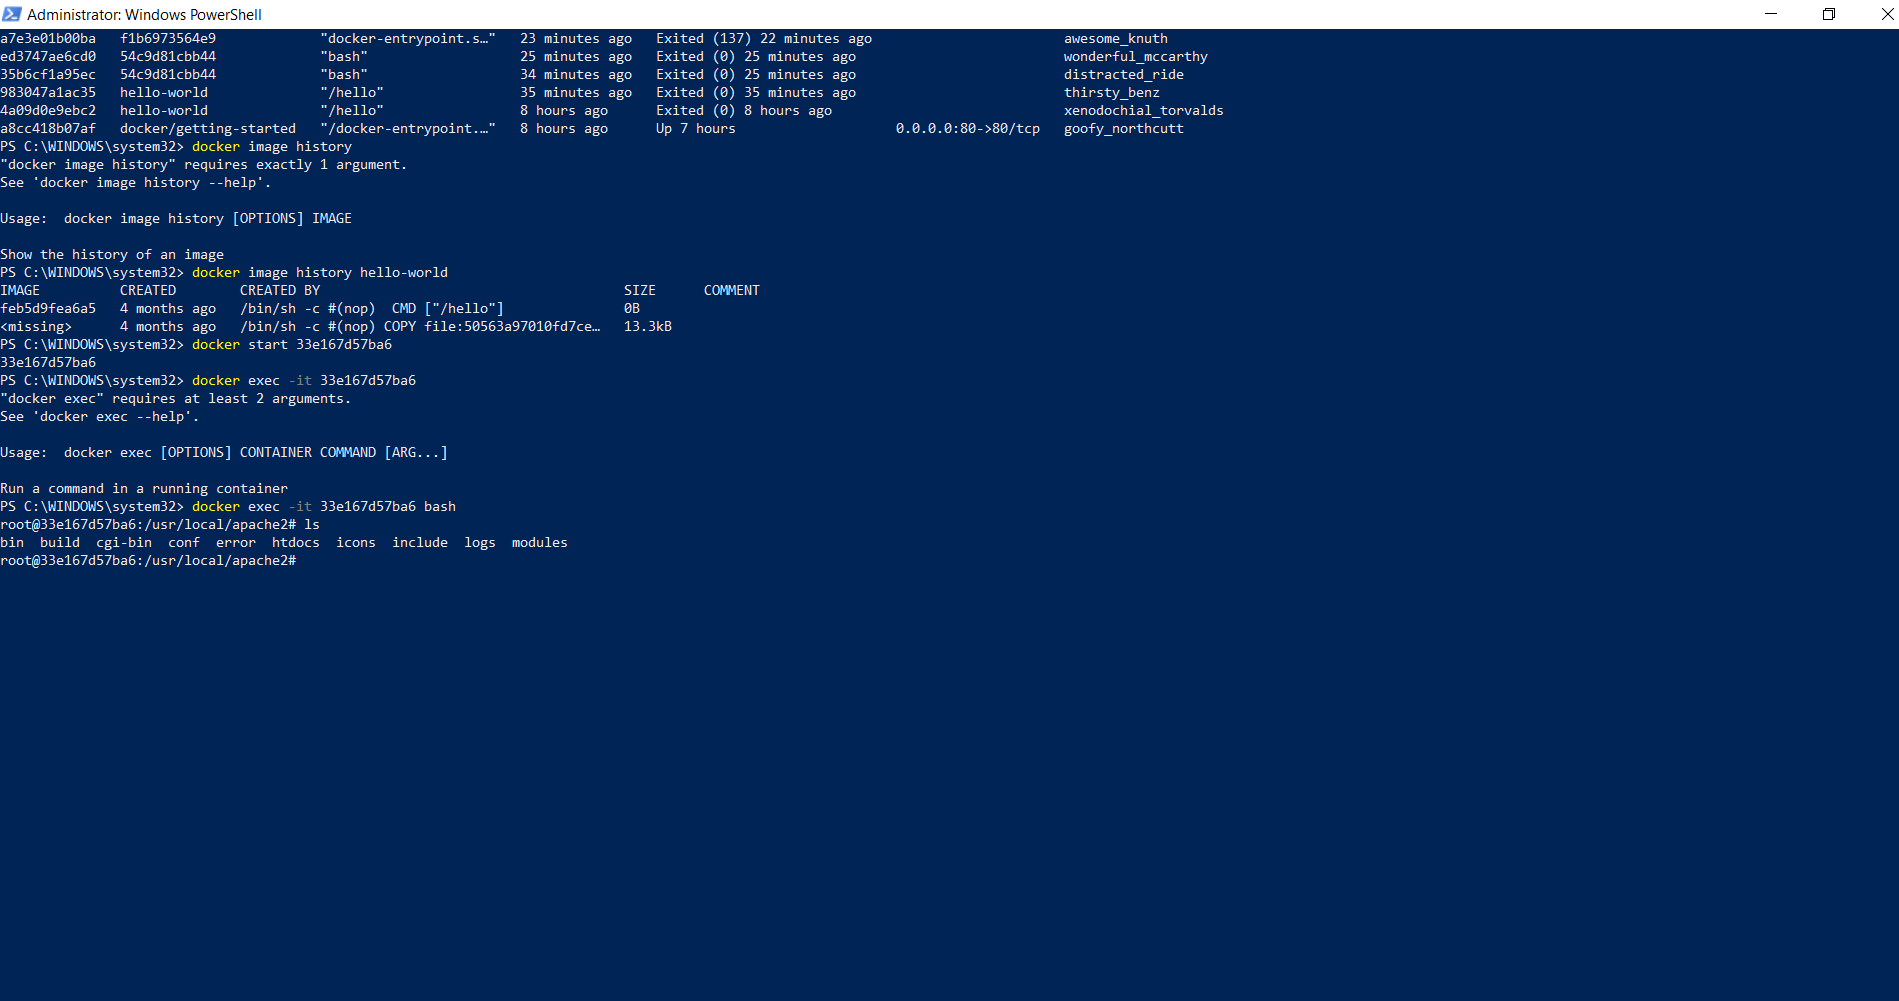 Administrator: Windows PowerShell
a7e3e01b00ba   f1b6973564e9             "docker-entrypoint.s…"   23 minutes ago   Exited (137) 22 minutes ago                        awesome_knuth
ed3747ae6cd0   54c9d81cbb44             "bash"                   25 minutes ago   Exited (0) 25 minutes ago                          wonderful_mccarthy
35b6cf1a95ec   54c9d81cbb44             "bash"                   34 minutes ago   Exited (0) 25 minutes ago                          distracted_ride
983047a1ac35   hello-world              "/hello"                 35 minutes ago   Exited (0) 35 minutes ago                          thirsty_benz
4a09d0e9ebc2   hello-world              "/hello"                 8 hours ago      Exited (0) 8 hours ago                             xenodochial_torvalds
a8cc418b07af   docker/getting-started   "/docker-entrypoint.…"   8 hours ago      Up 7 hours                    0.0.0.0:80->80/tcp   goofy_northcutt
PS C:\WINDOWS\system32> docker image history
"docker image history" requires exactly 1 argument.
See 'docker image history --help'.
Usage:  docker image history [OPTIONS] IMAGE
Show the history of an image
PS C:\WINDOWS\system32> docker image history hello-world
IMAGE          CREATED        CREATED BY                                      SIZE      COMMENT
feb5d9fea6a5   4 months ago   /bin/sh -c #(nop)  CMD ["/hello"]               0B
<missing>      4 months ago   /bin/sh -c #(nop) COPY file:50563a97010fd7ce…   13.3kB
PS C:\WINDOWS\system32> docker start 33e167d57ba6
33e167d57ba6
PS C:\WINDOWS\system32> docker exec -it 33e167d57ba6
"docker exec" requires at least 2 arguments.
See 'docker exec --help'.
Usage:  docker exec [OPTIONS] CONTAINER COMMAND [ARG...]
Run a command in a running container
PS C:\WINDOWS\system32> docker exec -it 33e167d57ba6 bash
root@33e167d57ba6:/usr/local/apache2# ls
bin  build  cgi-bin  conf  error  htdocs  icons  include  logs  modules
root@33e167d57ba6:/usr/local/apache2#